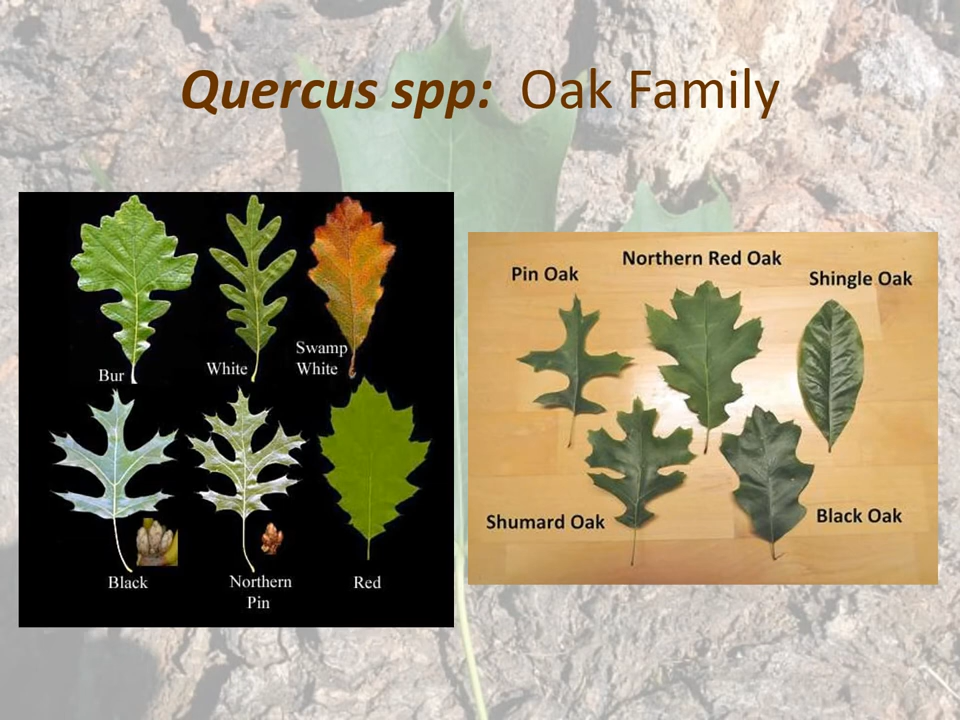 Quercus spp: Oak Family
Bur
White
Swamp
White
Black
Northern
Pin
Red
Pin Oak
Northern Red Oak
Shingle Oak
Shumard Oak
Black Oak